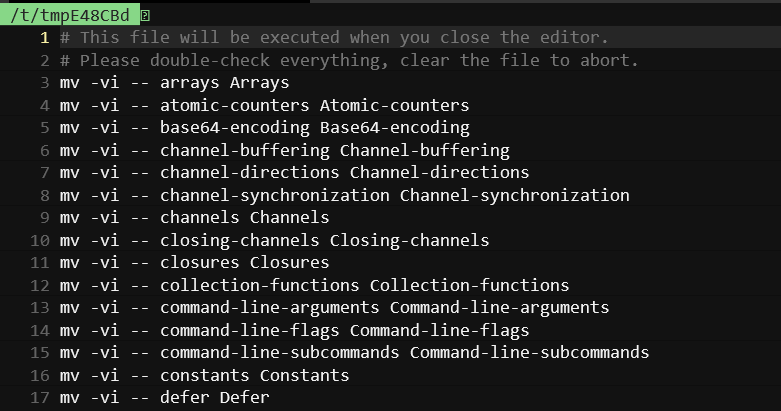 /t/tmpE48CBd
1 # This file will be executed when you close the editor.
2 # Please double-check everything, clear the file to abort.
3 mv -vi -- arrays Arrays
4 mv -vi -- atomic-counters Atomic-counters
5 mv -vi -- base64-encoding Base64-encoding
6 mv -vi -- channel-buffering Channel-buffering
7 mv -vi -- channel-directions Channel-directions
8 mv -vi -- channel-synchronization Channel-synchronization
9 mv -vi -- channels Channels
10 mv -vi -- closing-channels Closing-channels
11 mv -vi -- closures Closures
12 mv -vi -- collection-functions Collection-functions
13 mv -vi -- command-line-arguments Command-line-arguments
14 mv -vi -- command-line-flags Command-line-flags
15 mv -vi -- command-line-subcommands Command-line-subcommands
16 mv -vi -- constants Constants
17 mv -vi -- defer Defer